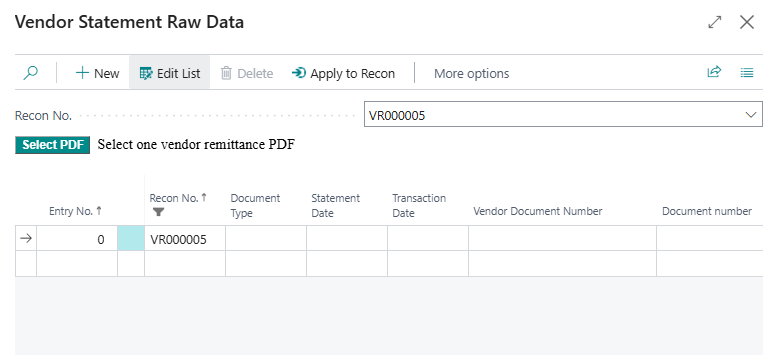 Vendor Statement Raw Data
New Edit List Delete Apply to Recon More options
Recon No. VR000005
Select PDF Select one vendor remittance PDF
Entry No. ↑ Recon No. ↑ Document Type Statement Date Transaction Date Vendor Document Number Document number
0 VR000005